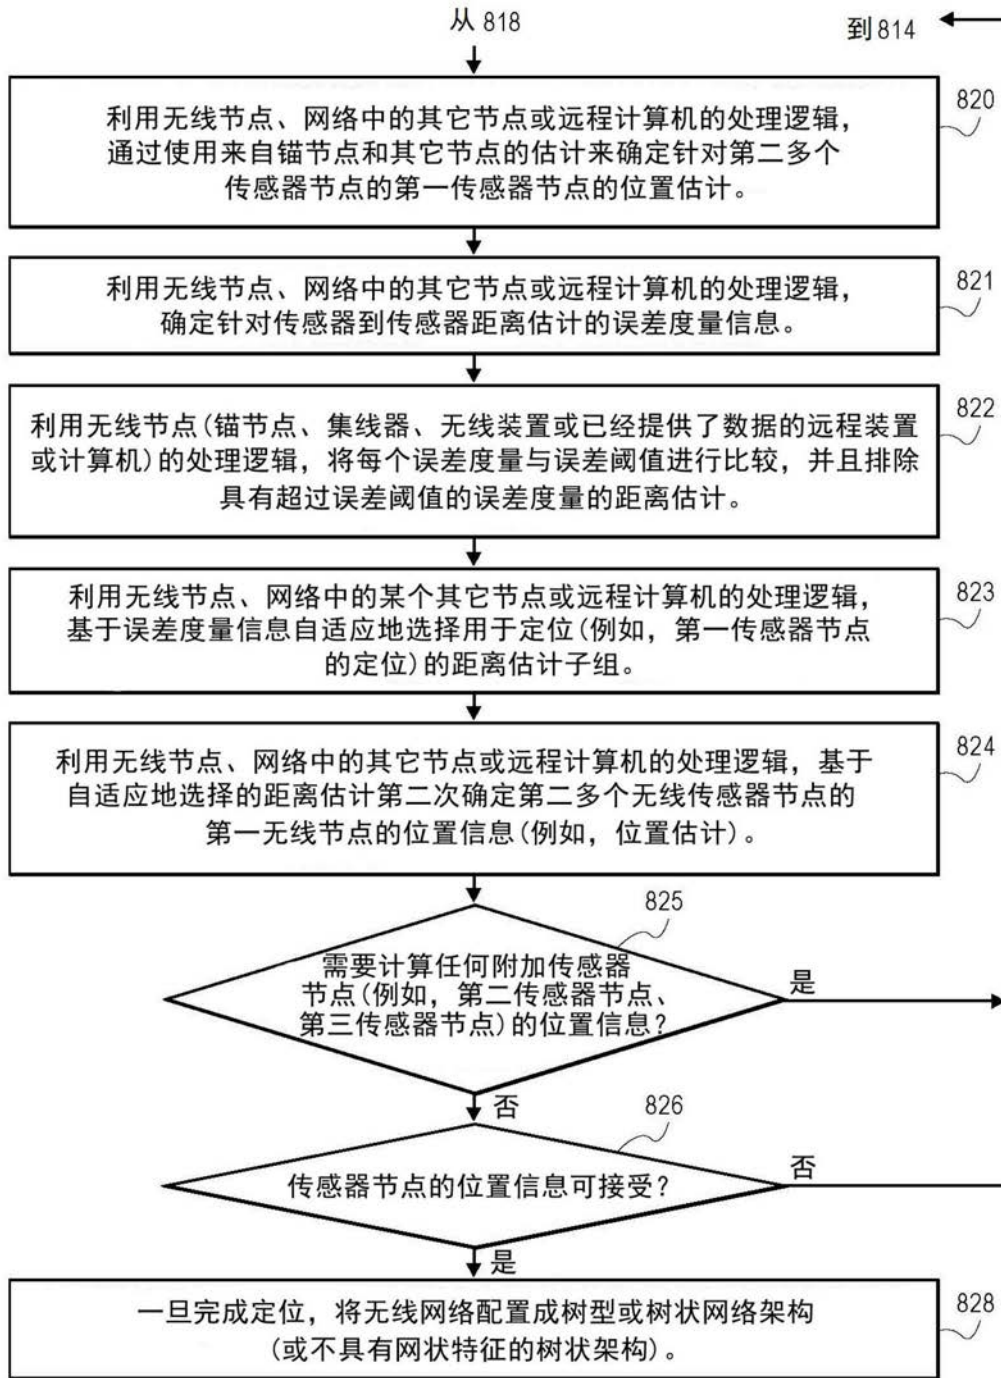 从 818
到 814
利用无线节点、网络中的其它节点或远程计算机的处理逻辑，
通过使用来自锚节点和其它节点的估计来确定针对第二多个
传感器节点的第一传感器节点的位置估计。
820
利用无线节点、网络中的其它节点或远程计算机的处理逻辑，
确定针对传感器到传感器距离估计的误差度量信息。
821
利用无线节点(锚节点、集线器、无线装置或已经提供了数据的远程装置
或计算机)的处理逻辑，将每个误差度量与误差阈值进行比较，并且排除
具有超过误差阈值的误差度量的距离估计。
822
利用无线节点、网络中的某个其它节点或远程计算机的处理逻辑，
基于误差度量信息自适应地选择用于定位(例如，第一传感器节点
的定位)的距离估计子组。
823
利用无线节点、网络中的其它节点或远程计算机的处理逻辑，基于
自适应地选择的距离估计第二次确定第二多个无线传感器节点的
第一无线节点的位置信息(例如，位置估计)。
824
825
需要计算任何附加传感器
节点(例如，第二传感器节点、
第三传感器节点)的位置信息？
是
否
826
传感器节点的位置信息可接受？
否
是
一旦完成定位，将无线网络配置成树型或树状网络架构
(或不具有网状特征的树状架构)。
828